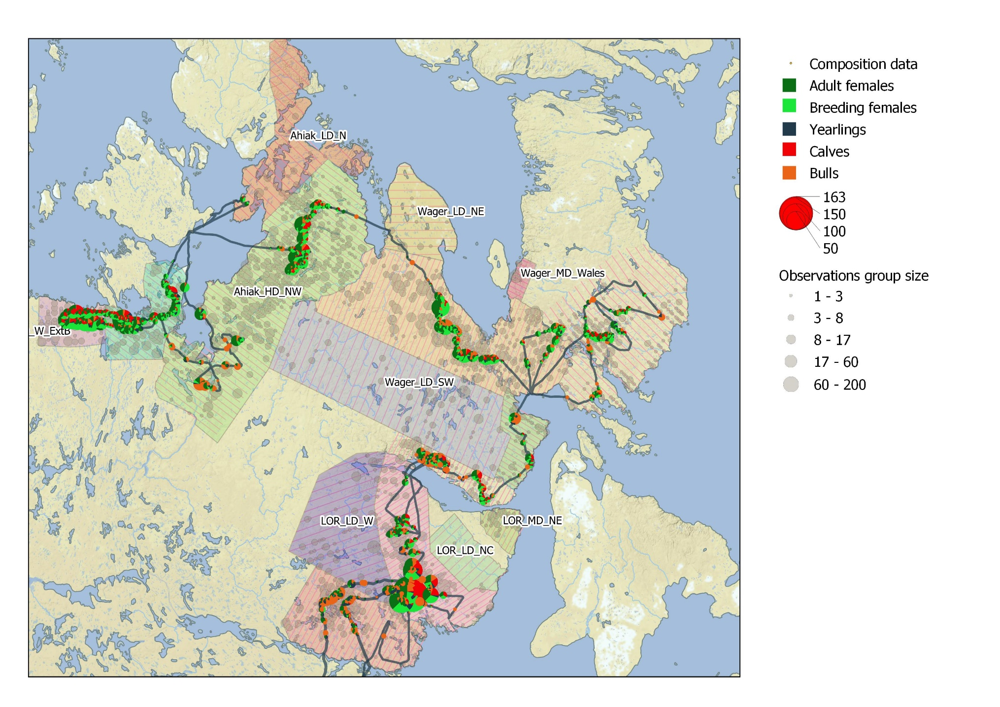 Ahiak_LD_N
Wager_LD_NE
Wager_MD_Wales
Ahiak_HD_NW
_W_ExtB
Wager_LD_SW
LOR_LD_W
LOR_MD_NE
LOR_LD_NC
Composition data
Adult females
Breeding females
Yearlings
Calves
Bulls
163
150
100
50
Observations group size
1 - 3
3 - 8
8 - 17
17 - 60
60 - 200